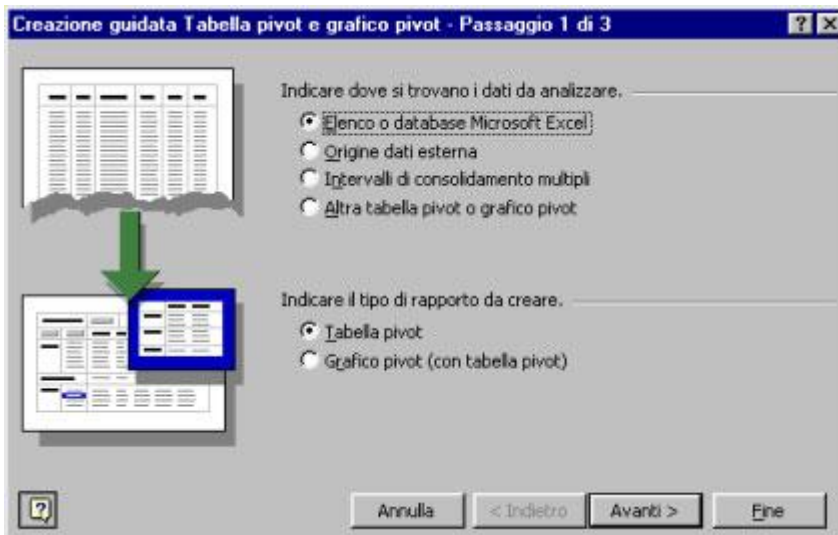 Creazione guidata Tabella pivot e grafico pivot - Passaggio 1 di 3
Indicare dove si trovano i dati da analizzare.
Elenco o database Microsoft Excel
Origine dati esterna
Intervalli di consolidamento multipli
Altra tabella pivot o grafico pivot
Indicare il tipo di rapporto da creare.
Tabella pivot
Grafico pivot (con tabella pivot)
Annulla
< Indietro
Avanti >
Fine